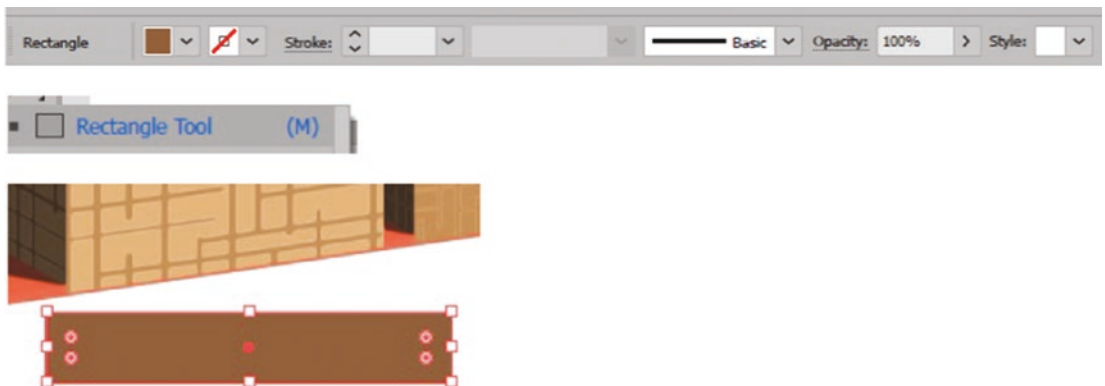 Rectangle Stroke: Basic Opacity: 100% Style:
Rectangle Tool (M)